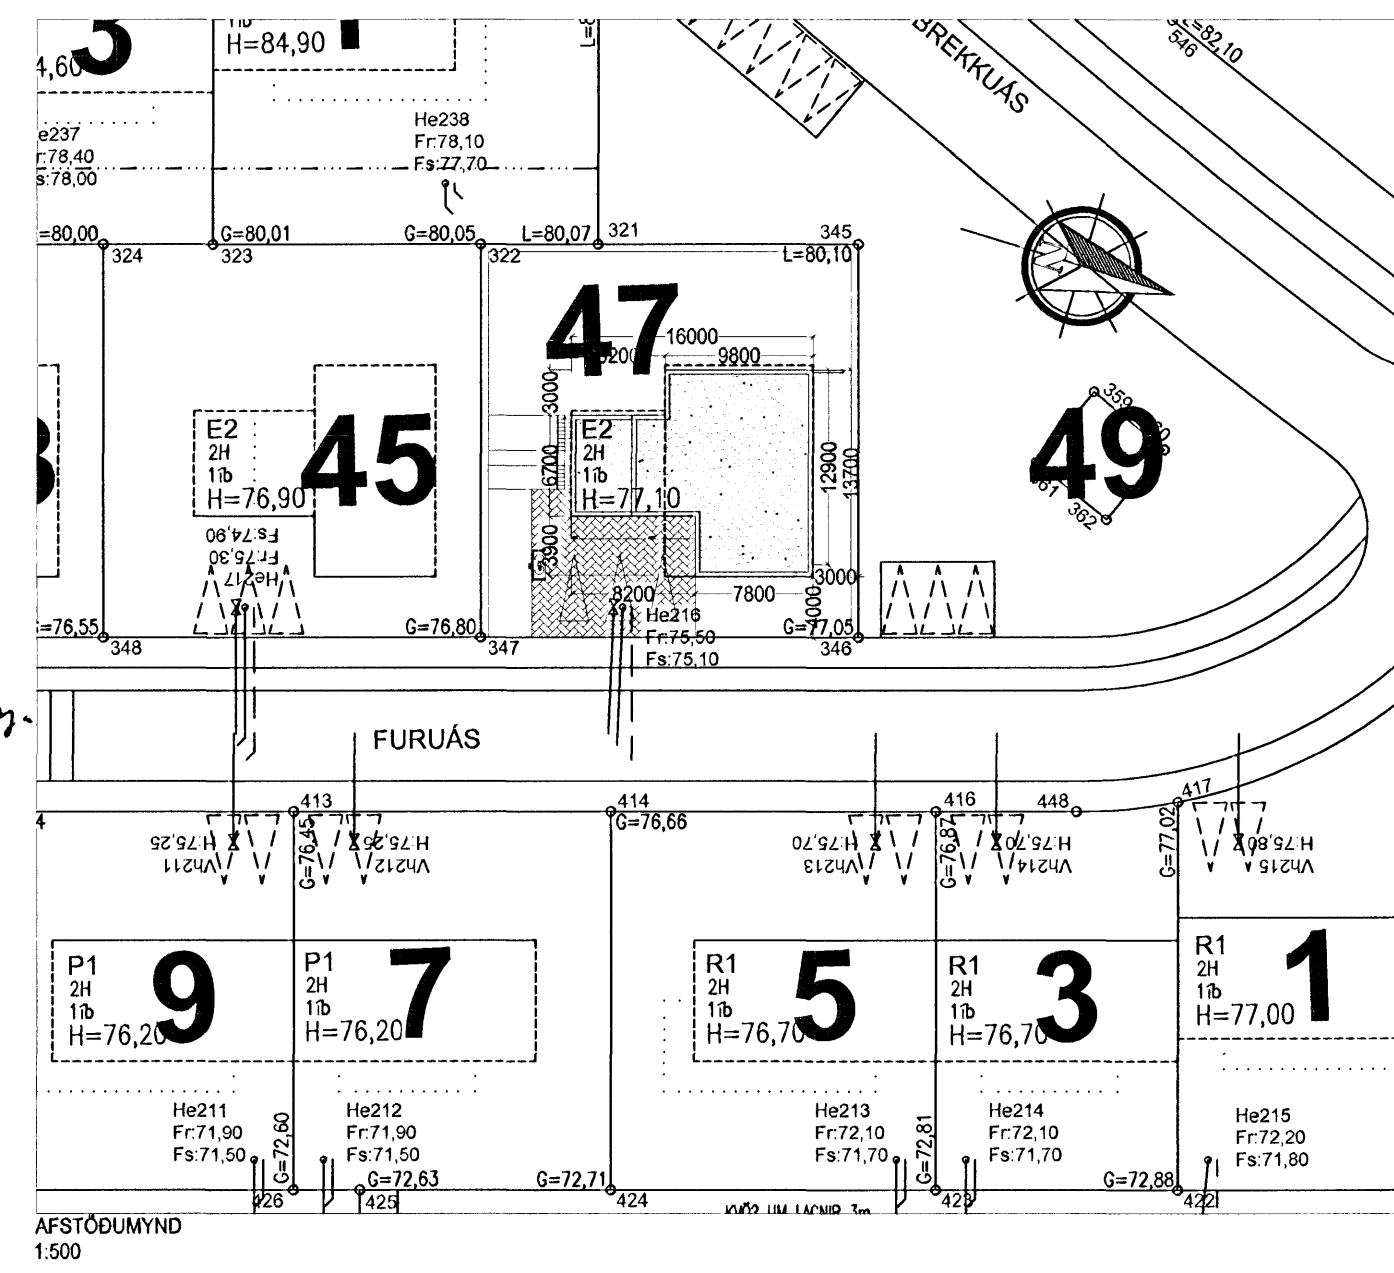 3
4,60
H=84,90
BREKKUÁS
L=82,10
546
e237
r:78,40
s:78,00
He238
Fr:78,10
Fs:77,70
=80,00
324
G=80,01
323
G=80,05
322
L=80,07
321
345
L=80,10
47
16000
9800
3000
6700
3900
12900
13700
E2
2H
1íb
H=77,10
8200
7800
3000
4000
45
E2
2H
1íb
H=76,90
Fs:74,90
Fr:75,30
He217
49
359
361
362
=76,55
348
G=76,80
347
He216
Fr:75,50
Fs:75,10
G=77,05
346
FURUÁS
413
G=76,45
414
G=76,66
416
G=76,87
448
417
G=77,02
4
H:75,25
Vh211
H:75,25
Vh212
H:75,70
Vh213
H:75,70
Vh214
H:75,80
Vh215
P1
2H
1íb
H=76,20
9
P1
2H
1íb
H=76,20
7
R1
2H
1íb
H=76,70
5
R1
2H
1íb
H=76,70
3
R1
2H
1íb
H=77,00
1
He211
Fr:71,90
Fs:71,50
G=72,60
He212
Fr:71,90
Fs:71,50
He213
Fr:72,10
Fs:71,70
G=72,81
He214
Fr:72,10
Fs:71,70
He215
Fr:72,20
Fs:71,80
426
G=72,63
425
G=72,71
424
423
G=72,88
422
AFSTÖÐUMYND
1:500